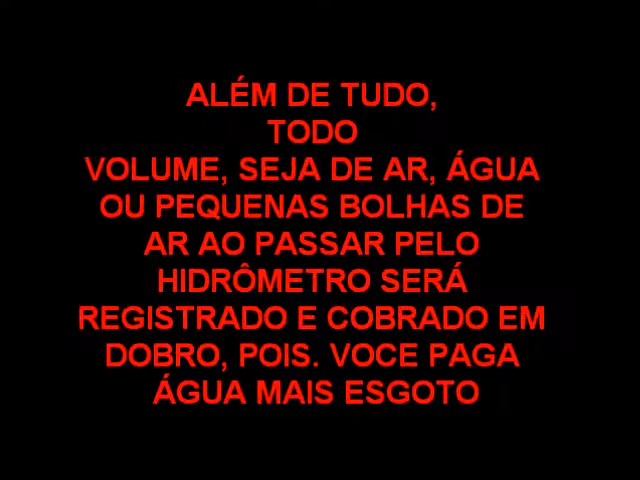 ALÉM DE TUDO,
TODO
VOLUME, SEJA DE AR, ÁGUA
OU PEQUENAS BOLHAS DE
AR AO PASSAR PELO
HIDRÔMETRO SERÁ
REGISTRADO E COBRADO EM
DOBRO, POIS. VOCE PAGA
ÁGUA MAIS ESGOTO